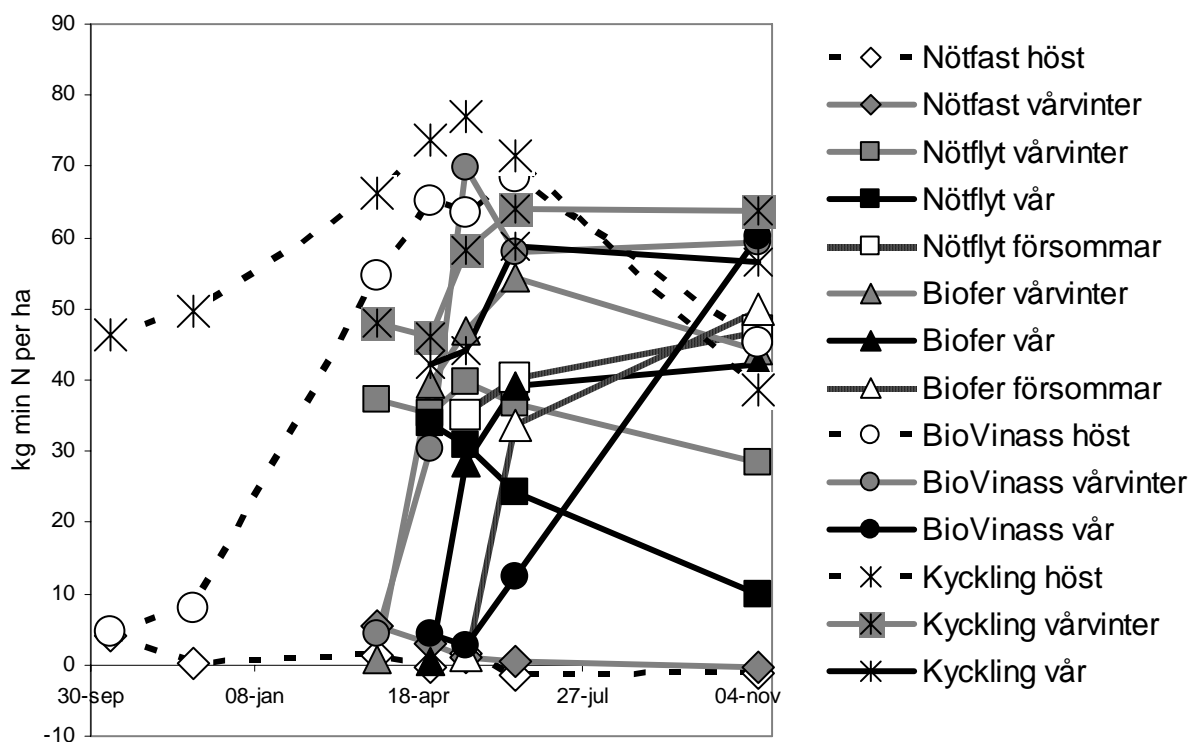 90
80
70
60
50
40
30
20
10
0
-10
kg min N per ha
30-sep
08-jan
18-apr
27-jul
04-nov
Nötfast höst
Nötfast vårvinter
Nötflyt vårvinter
Nötflyt vår
Nötflyt försommar
Biofer vårvinter
Biofer vår
Biofer försommar
BioVinass höst
BioVinass vårvinter
BioVinass vår
Kyckling höst
Kyckling vårvinter
Kyckling vår